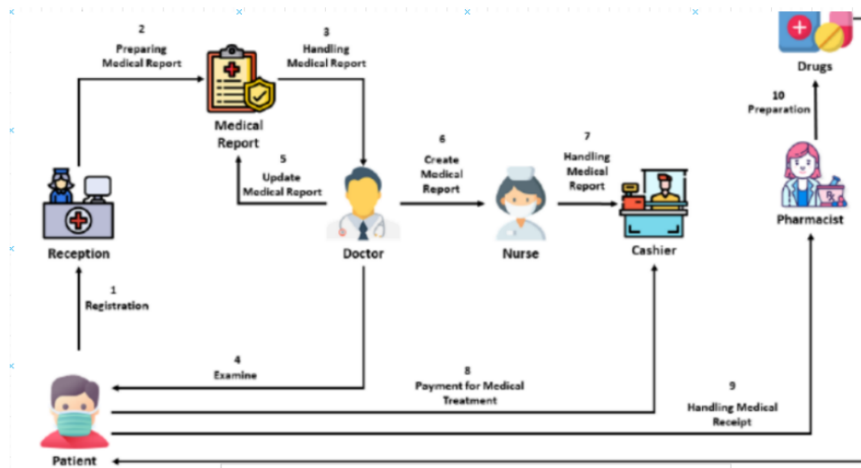 2
Preparing
Medical Report
3
Handling
Medical Report
Drugs
10
Preparation
Medical
Report
5
Update
Medical Report
6
Create
Medical
Report
7
Handling
Medical
Report
Reception
Doctor
Nurse
Cashier
Pharmacist
1
Registration
4
Examine
8
Payment for Medical
Treatment
9
Handling Medical
Receipt
Patient